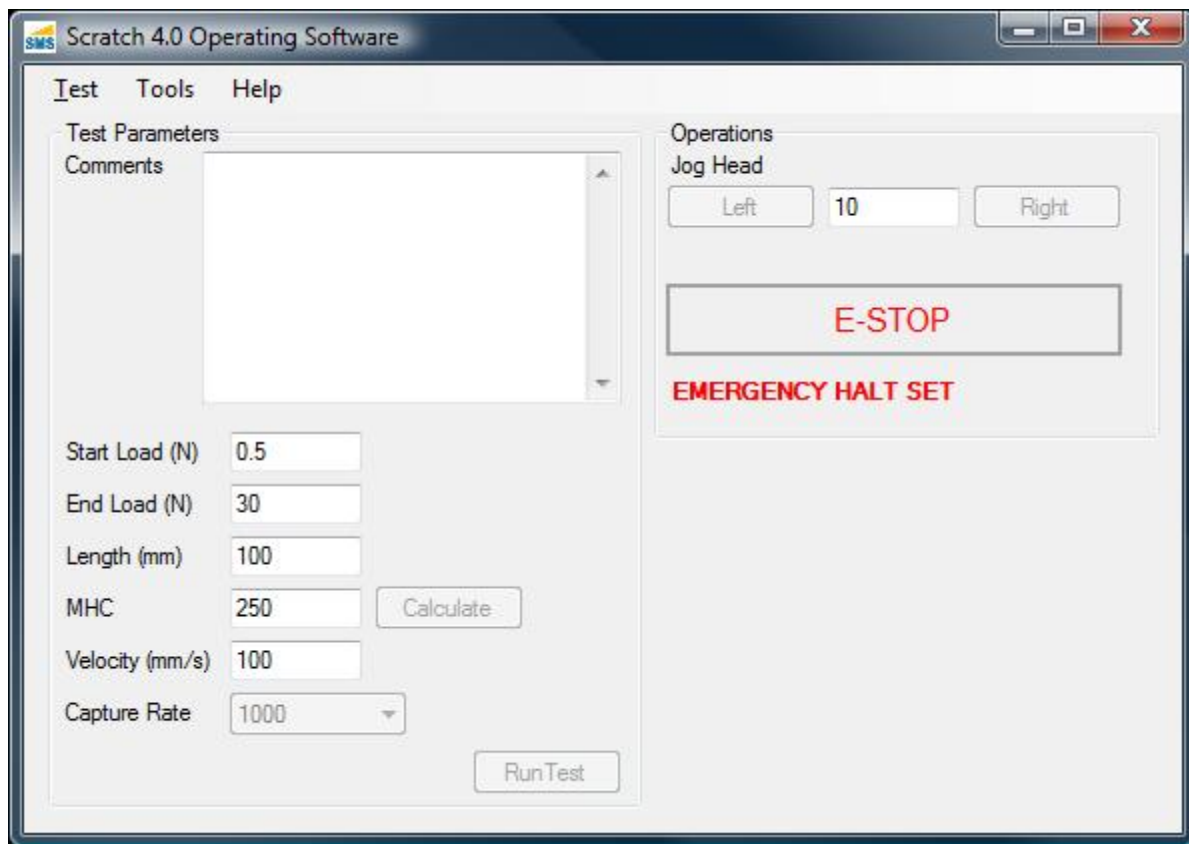 SMS Scratch 4.0 Operating Software
Test Tools Help
Test Parameters
Comments
Start Load (N) 0.5
End Load (N) 30
Length (mm) 100
MHC 250 Calculate
Velocity (mm/s) 100
Capture Rate 1000
Run Test
Operations
Jog Head
Left 10 Right
E-STOP
EMERGENCY HALT SET